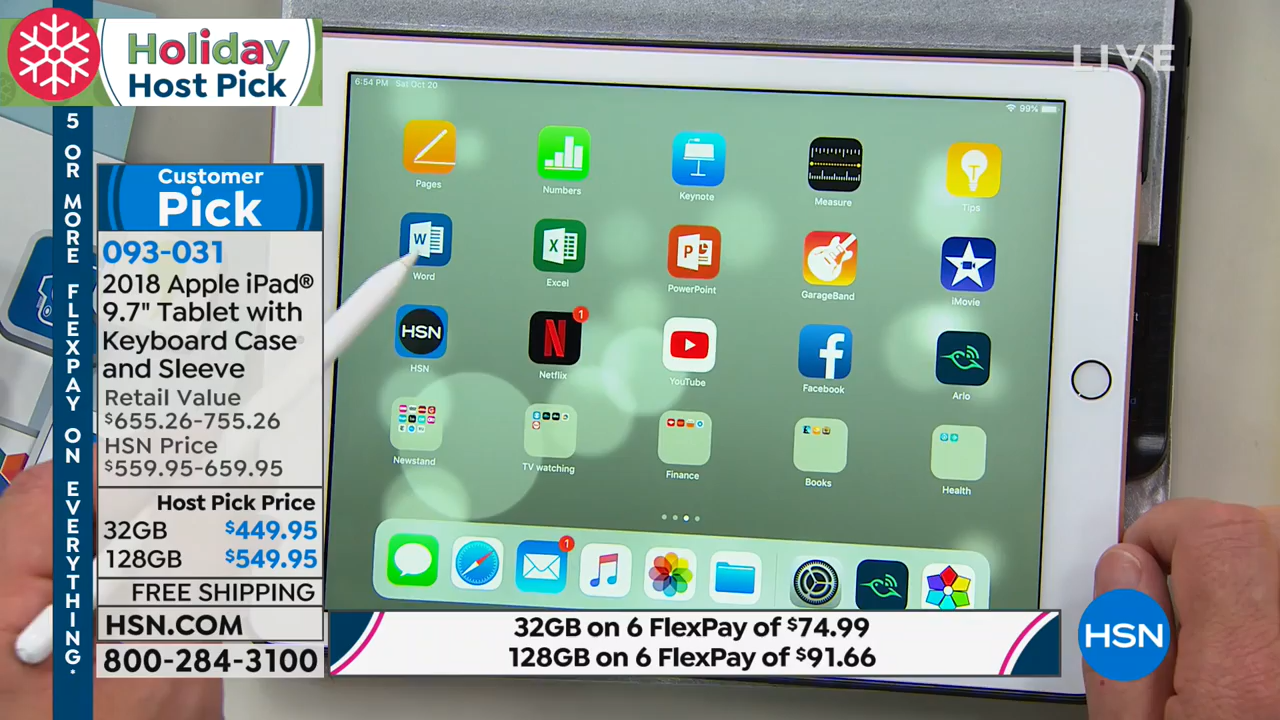 Holiday
Host Pick
5 OR MORE FLEXPAY ON EVERYTHING.
Customer
Pick
093-031
2018 Apple iPad®
9.7" Tablet with
Keyboard Case
and Sleeve
Retail Value
$655.26-755.26
HSN Price
$559.95-659.95
Host Pick Price
32GB $449.95
128GB $549.95
FREE SHIPPING
HSN.COM
800-284-3100
LIVE
6:54 PM Sat Oct 20
99%
Pages
Numbers
Keynote
Measure
Tips
W
X
P
Word
Excel
PowerPoint
GarageBand
iMovie
HSN
N
1
f
HSN
Netflix
YouTube
Facebook
Arlo
Newstand
TV watching
Finance
Books
Health
1
32GB on 6 FlexPay of $74.99
128GB on 6 FlexPay of $91.66
HSN